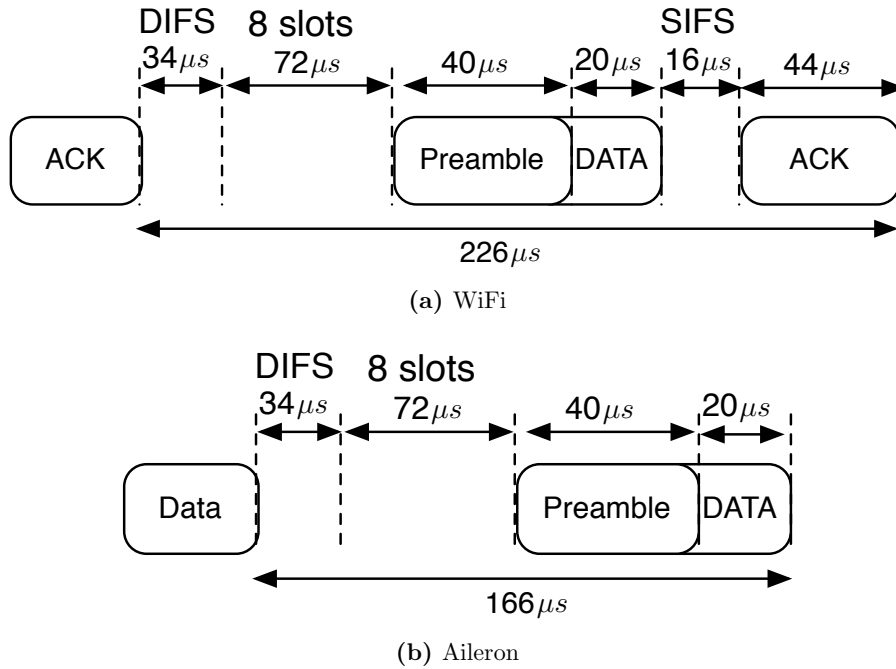 DIFS 8 slots SIFS
34μs 72μs 40μs 20μs 16μs 44μs
ACK Preamble DATA ACK
226μs
(a) WiFi
DIFS 8 slots
34μs 72μs 40μs 20μs
Data Preamble DATA
166μs
(b) Aileron